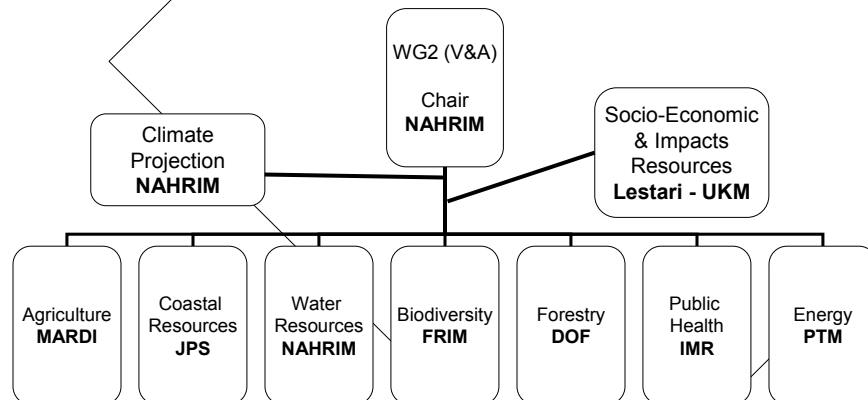 WG2 (V&A)
Chair
NAHRIM
Climate
Projection
NAHRIM
Socio-Economic
& Impacts
Resources
Lestari - UKM
Agriculture
MARDI
Coastal
Resources
JPS
Water
Resources
NAHRIM
Biodiversity
FRIM
Forestry
DOF
Public
Health
IMR
Energy
PTM